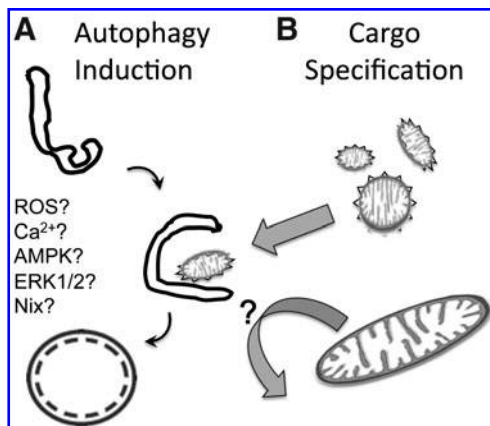 A Autophagy
Induction
B Cargo
Specification
ROS?
Ca²⁺?
AMPK?
ERK1/2?
Nix?
?